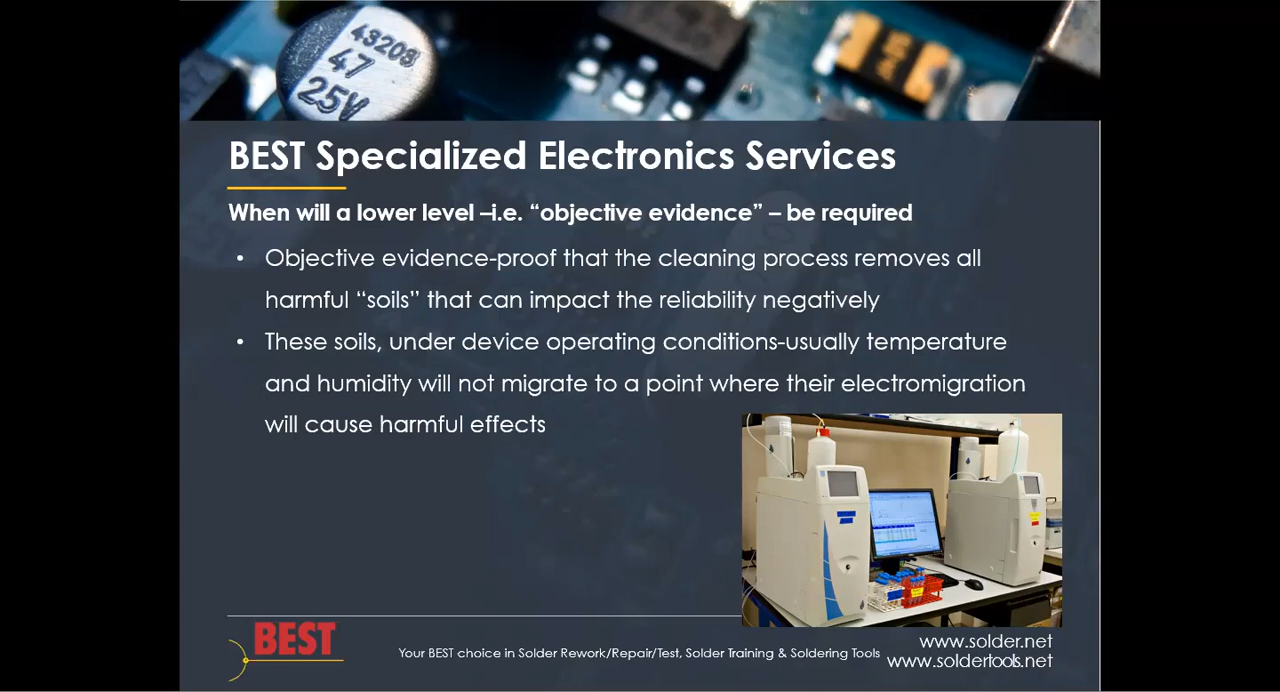 43208
47
25V
BEST Specialized Electronics Services
When will a lower level –i.e. “objective evidence” – be required
• Objective evidence-proof that the cleaning process removes all
harmful “soils” that can impact the reliability negatively
• These soils, under device operating conditions-usually temperature
and humidity will not migrate to a point where their electromigration
will cause harmful effects
BEST
Your BEST choice in Solder Rework/Repair/Test, Solder Training & Soldering Tools
www.solder.net
www.soldertools.net